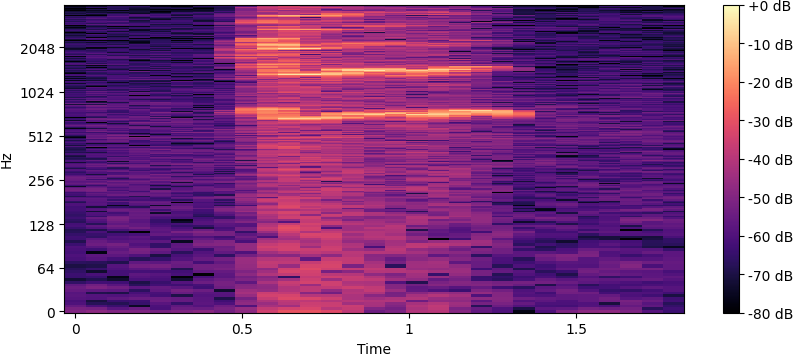 Hz
2048
1024
512
256
128
64
0
0
0.5
1
1.5
Time
+0 dB
-10 dB
-20 dB
-30 dB
-40 dB
-50 dB
-60 dB
-70 dB
-80 dB